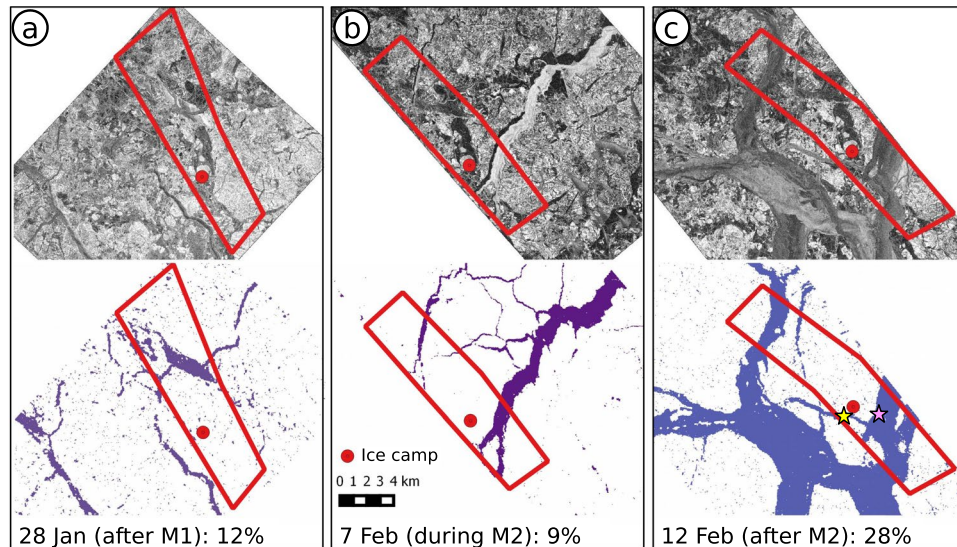 a
b
c
Ice camp
0 1 2 3 4 km
28 Jan (after M1): 12%
7 Feb (during M2): 9%
12 Feb (after M2): 28%